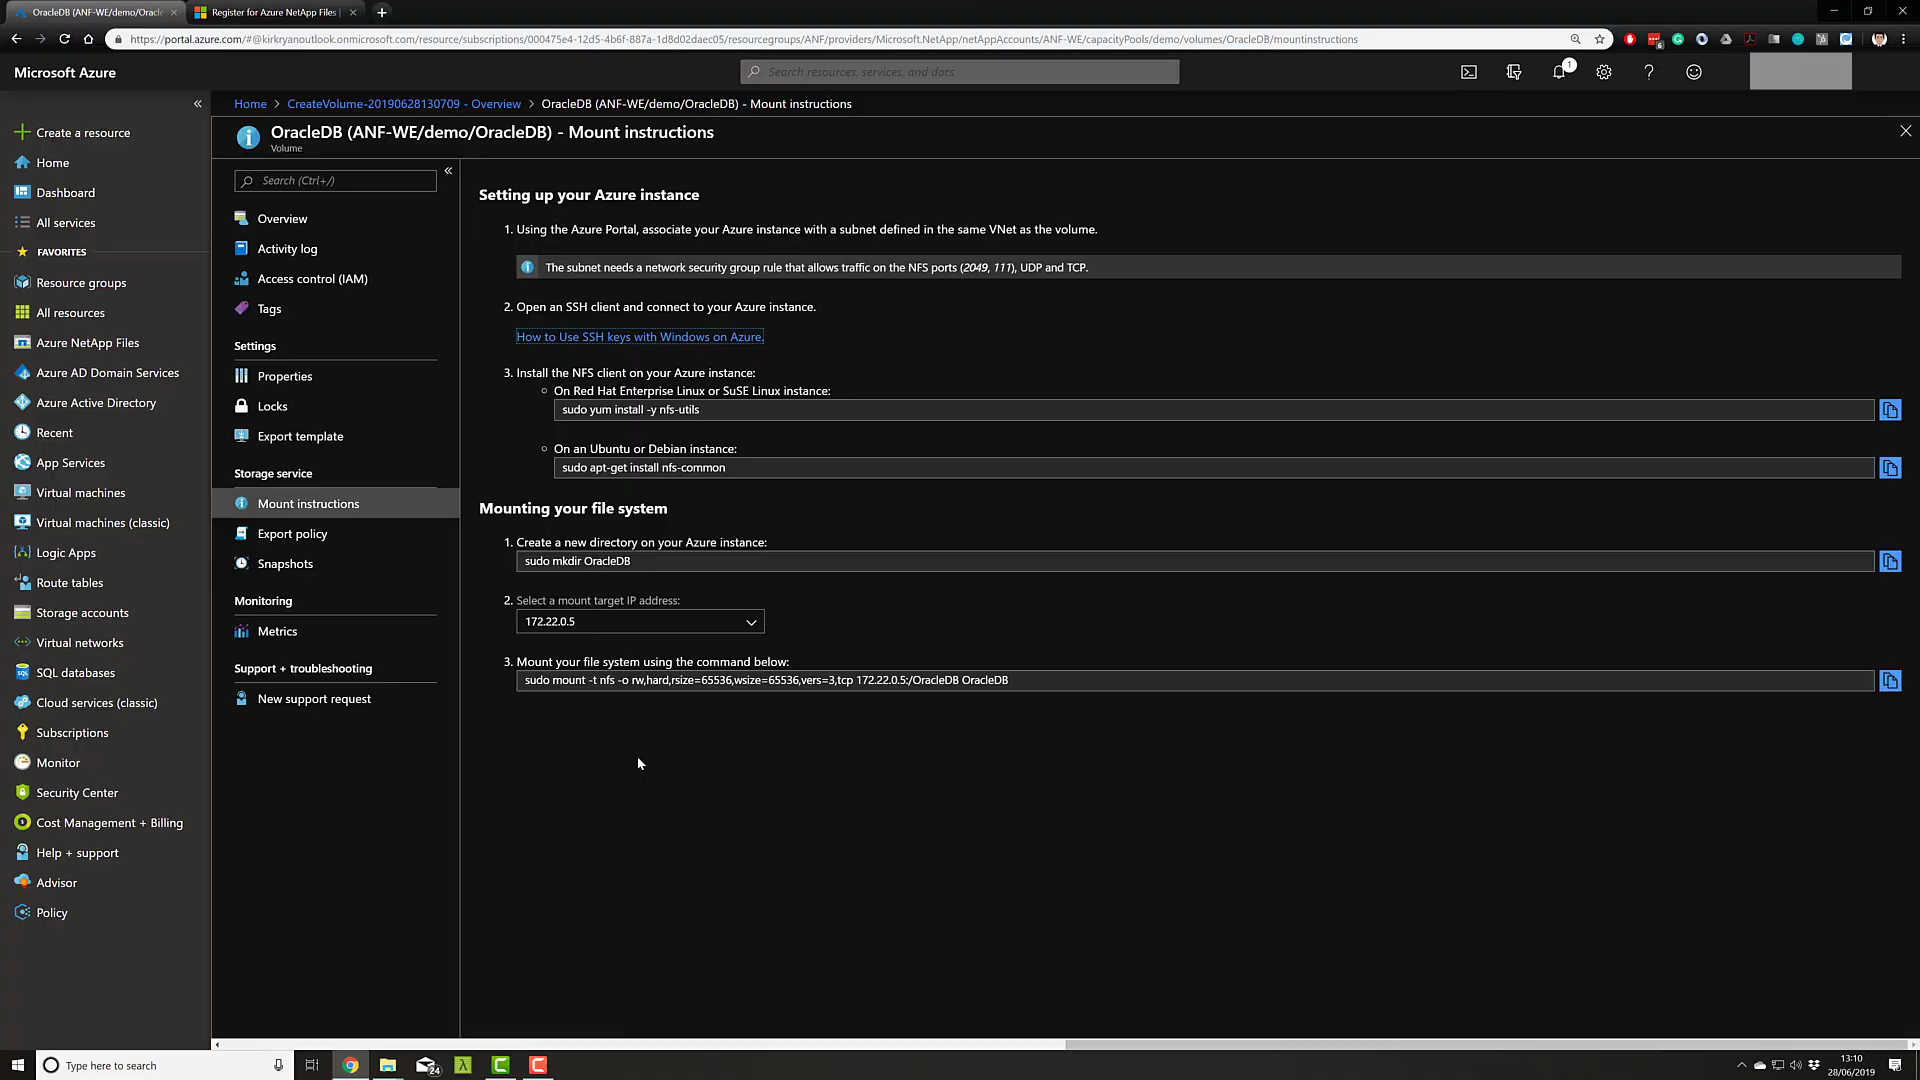 OracleDB (ANF-WE/demo/Oracle
Register for Azure NetApp Files |
https://portal.azure.com/#@kirkryanoutlook.onmicrosoft.com/resource/subscriptions/000475e4-12d5-4b6f-887a-1d8d02daec05/resourcegroups/ANF/providers/Microsoft.NetApp/netAppAccounts/ANF-WE/capacityPools/demo/volumes/OracleDB/mountinstructions
6
Microsoft Azure
Search resources, services, and docs
1
Home > CreateVolume-20190628130709 - Overview > OracleDB (ANF-WE/demo/OracleDB) - Mount instructions
OracleDB (ANF-WE/demo/OracleDB) - Mount instructions
Volume
Create a resource
Home
Dashboard
All services
FAVORITES
Resource groups
All resources
Azure NetApp Files
Azure AD Domain Services
Azure Active Directory
Recent
App Services
Virtual machines
Virtual machines (classic)
Logic Apps
Route tables
Storage accounts
Virtual networks
SQL databases
Cloud services (classic)
Subscriptions
Monitor
Security Center
Cost Management + Billing
Help + support
Advisor
Policy
Search (Ctrl+/)
Overview
Activity log
Access control (IAM)
Tags
Settings
Properties
Locks
Export template
Storage service
Mount instructions
Export policy
Snapshots
Monitoring
Metrics
Support + troubleshooting
New support request
Setting up your Azure instance
1. Using the Azure Portal, associate your Azure instance with a subnet defined in the same VNet as the volume.
The subnet needs a network security group rule that allows traffic on the NFS ports (2049, 111), UDP and TCP.
2. Open an SSH client and connect to your Azure instance.
How to Use SSH keys with Windows on Azure.
3. Install the NFS client on your Azure instance:
On Red Hat Enterprise Linux or SuSE Linux instance:
sudo yum install -y nfs-utils
On an Ubuntu or Debian instance:
sudo apt-get install nfs-common
Mounting your file system
1. Create a new directory on your Azure instance:
sudo mkdir OracleDB
2. Select a mount target IP address:
172.22.0.5
3. Mount your file system using the command below:
sudo mount -t nfs -o rw,hard,rsize=65536,wsize=65536,vers=3,tcp 172.22.0.5:/OracleDB OracleDB
Type here to search
24
13:10
28/06/2019